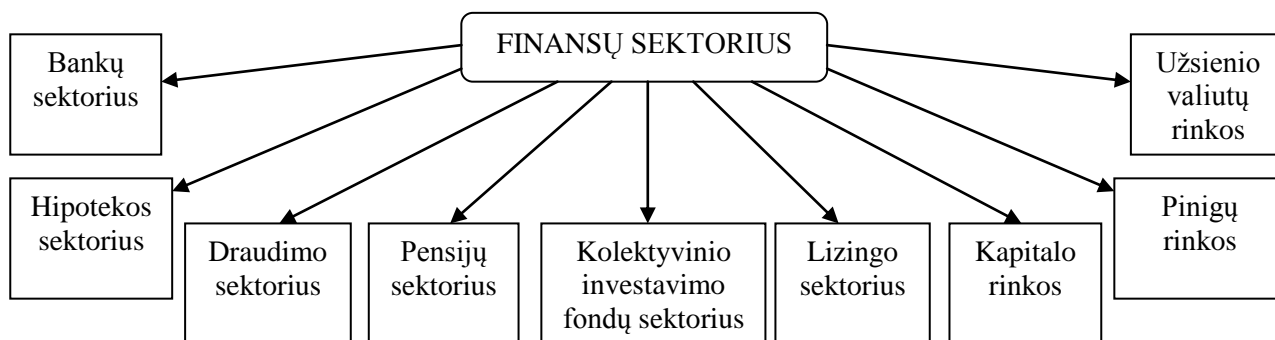 FINANSŲ SEKTORIUS
Bankų
sektorius
Hipotekos
sektorius
Draudimo
sektorius
Pensijų
sektorius
Kolektyvinio
investavimo
fondų sektorius
Lizingo
sektorius
Kapitalo
rinkos
Pinigų
rinkos
Užsienio
valiutų
rinkos